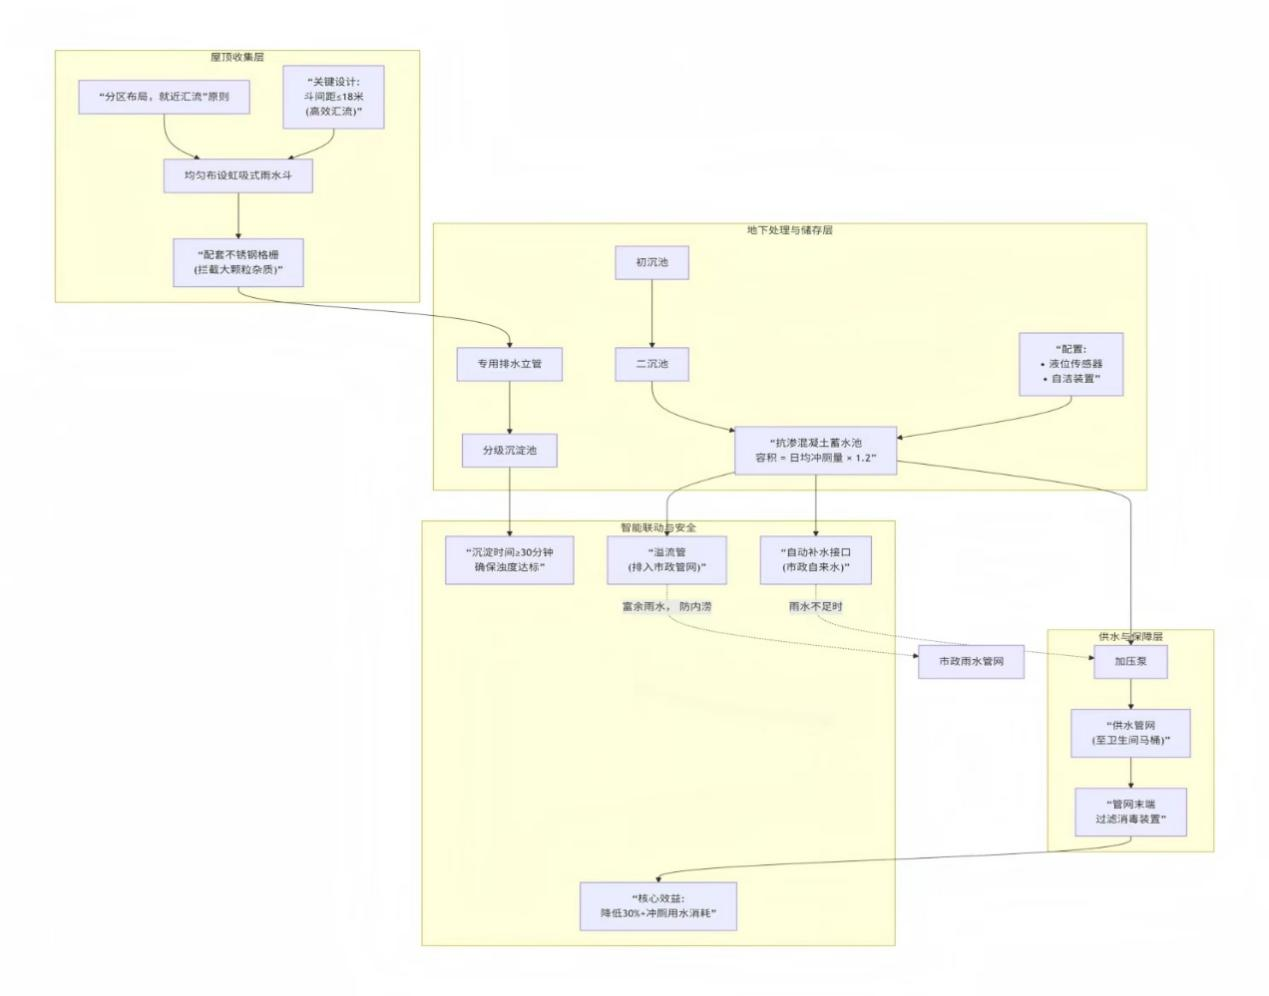 屋顶收集层
“分区布局，就近汇流”原则
“关键设计:
斗间距≤18米
(高效汇流)”
均匀布设虹吸式雨水斗
“配套不锈钢格栅
(拦截大颗粒杂质)”
地下处理与储存层
初沉池
专用排水立管
二沉池
“配置:
• 液位传感器
• 自洁装置”
分级沉淀池
“抗渗混凝土蓄水池
容积 = 日均冲厕量 × 1.2”
智能联动与安全
“沉淀时间≥30分钟
确保浊度达标”
“溢流管
(排入市政管网)”
“自动补水接口
(市政自来水)”
富余雨水， 防内涝
雨水不足时
市政雨水管网
供水与保障层
加压泵
“供水管网
(至卫生间马桶)”
“管网末端
过滤消毒装置”
“核心效益:
降低30%+冲厕用水消耗”